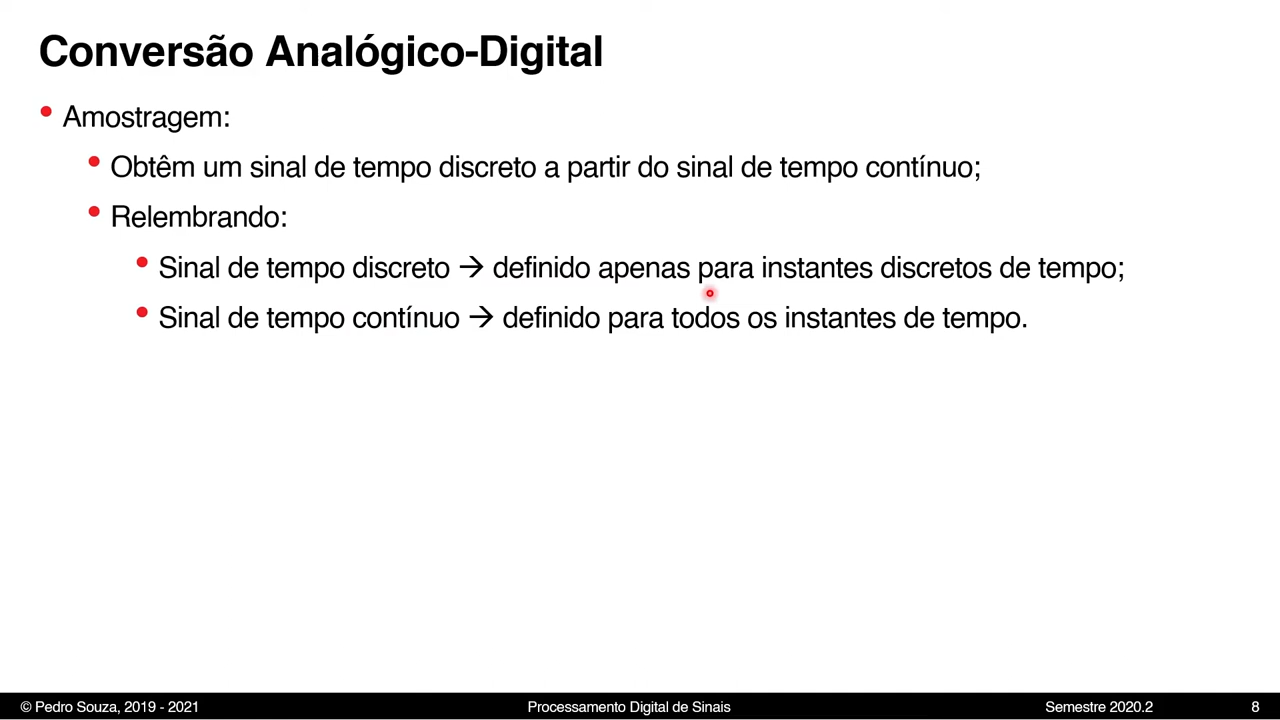 Conversão Analógico-Digital
• Amostragem:
• Obtêm um sinal de tempo discreto a partir do sinal de tempo contínuo;
• Relembrando:
• Sinal de tempo discreto → definido apenas para instantes discretos de tempo;
• Sinal de tempo contínuo → definido para todos os instantes de tempo.
© Pedro Souza, 2019 - 2021 Processamento Digital de Sinais Semestre 2020.2 8